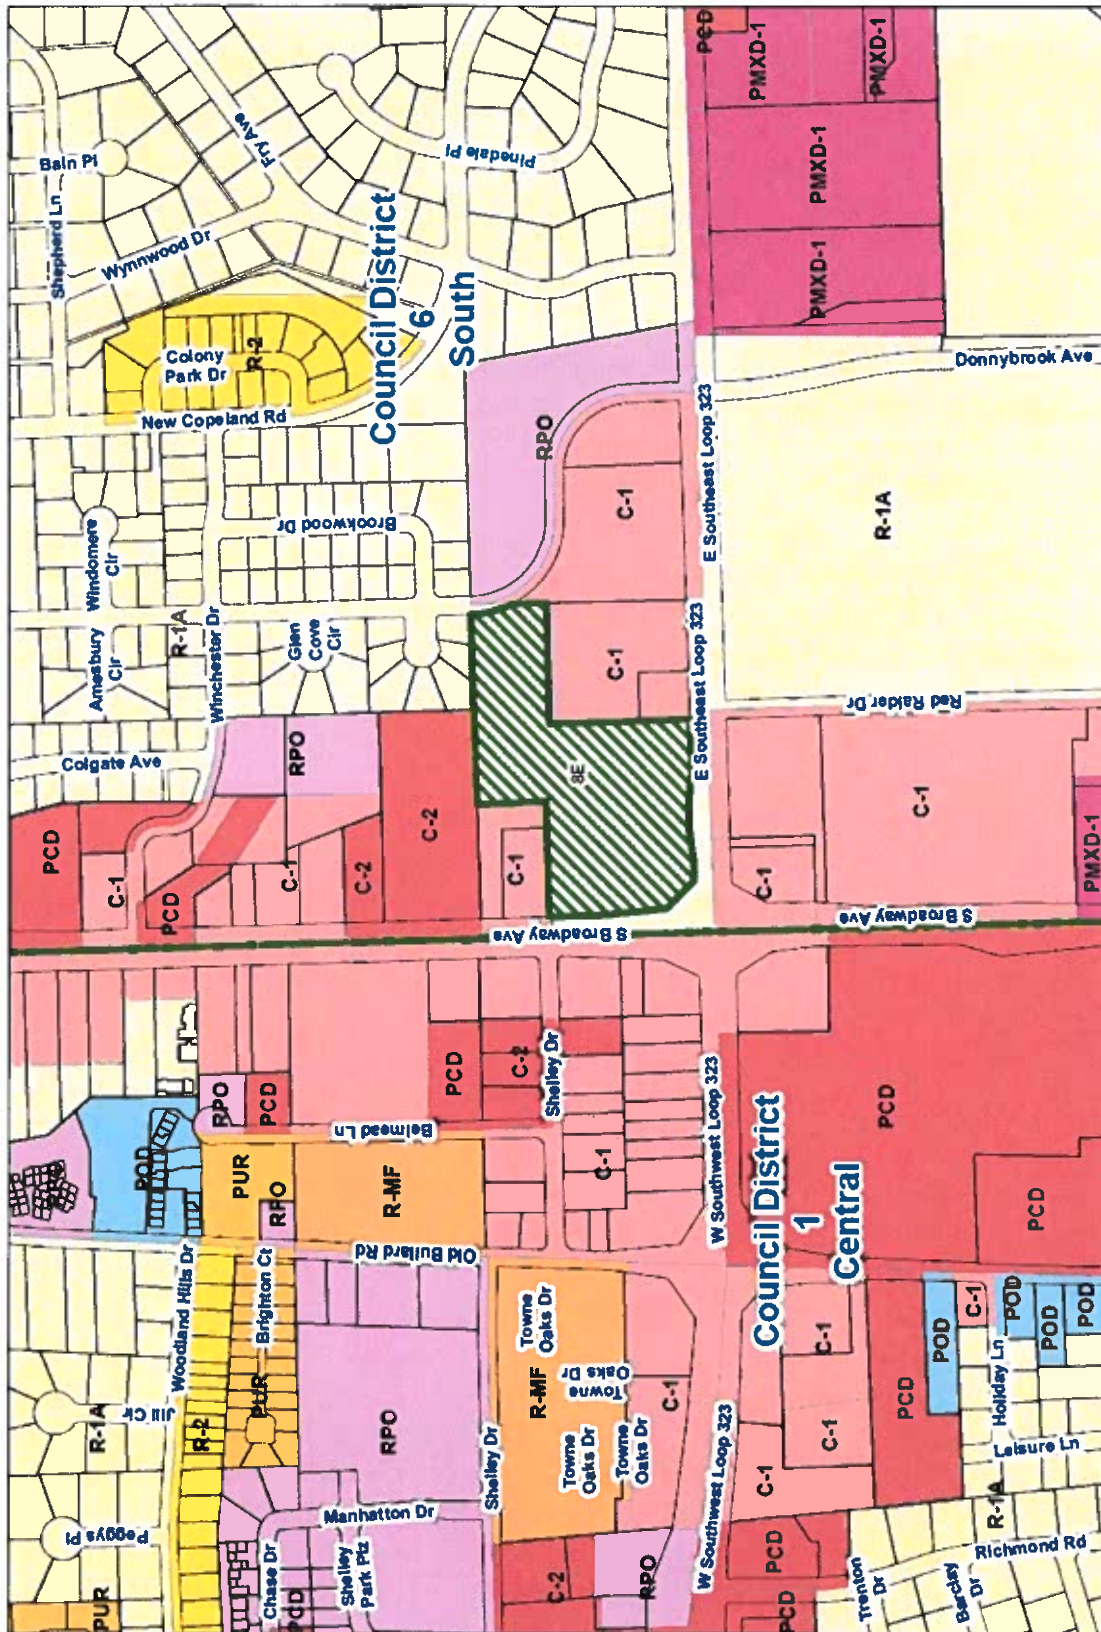 Peggys Pl
Jill Cir
R-1A
Woodland Hills Dr
R-2
PUR
Brighton Ct
PUR
PUR
RPO
POD
RPO
PCD
Chase Dr
PCD
Shelley
Park Plz
Manhatton Dr
RPO
Old Bullard Rd
R-MF
Belmead Ln
PCD
C-2
Shelley Dr
Shelley Dr
R-MF
Towne
Oaks Dr
Towne
Oaks Dr
Towne
Oaks Dr
Towne
Oaks Dr
C-2
RPO
C-1
C-1
W Southwest Loop 323
W Southwest Loop 323
Council District
1
Central
PCD
PCD
PCD
PCD
PCD
C-1
C-1
C-1
POD
C-1
POD
POD
POD
Holiday Ln
Leisure Ln
R-1A
Richmond Rd
Trenton
Dr
Barclay
Dr
S Broadway Ave
S Broadway Ave
PCD
C-1
PCD
C-1
C-2
C-2
RPO
C-1
Colgate Ave
Winchester Dr
R-1A
Amesbury
Cir
Windomere
Cir
Glen
Cove
Cir
Brookwood Dr
New Copeland Rd
Colony
Park Dr
R-2
Shepherd Ln
Bain Pl
Wynnwood Dr
Fry Ave
Pinedale Pl
Council District
6
South
8E
RPO
C-1
C-1
E Southeast Loop 323
E Southeast Loop 323
C-1
C-1
PMXD-1
Red Raider Dr
R-1A
Donnybrook Ave
PMXD-1
PMXD-1
PMXD-1
PMXD-1
PCD